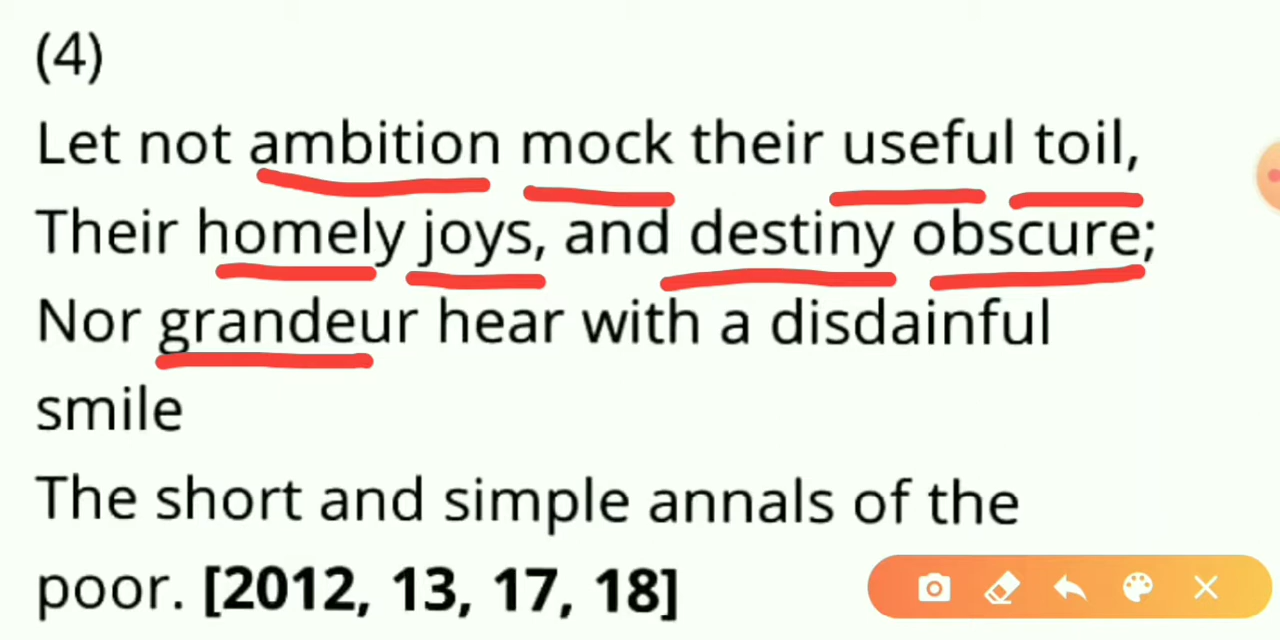 (4)
Let not ambition mock their useful toil,
Their homely joys, and destiny obscure;
Nor grandeur hear with a disdainful
smile
The short and simple annals of the
poor. [2012, 13, 17, 18]